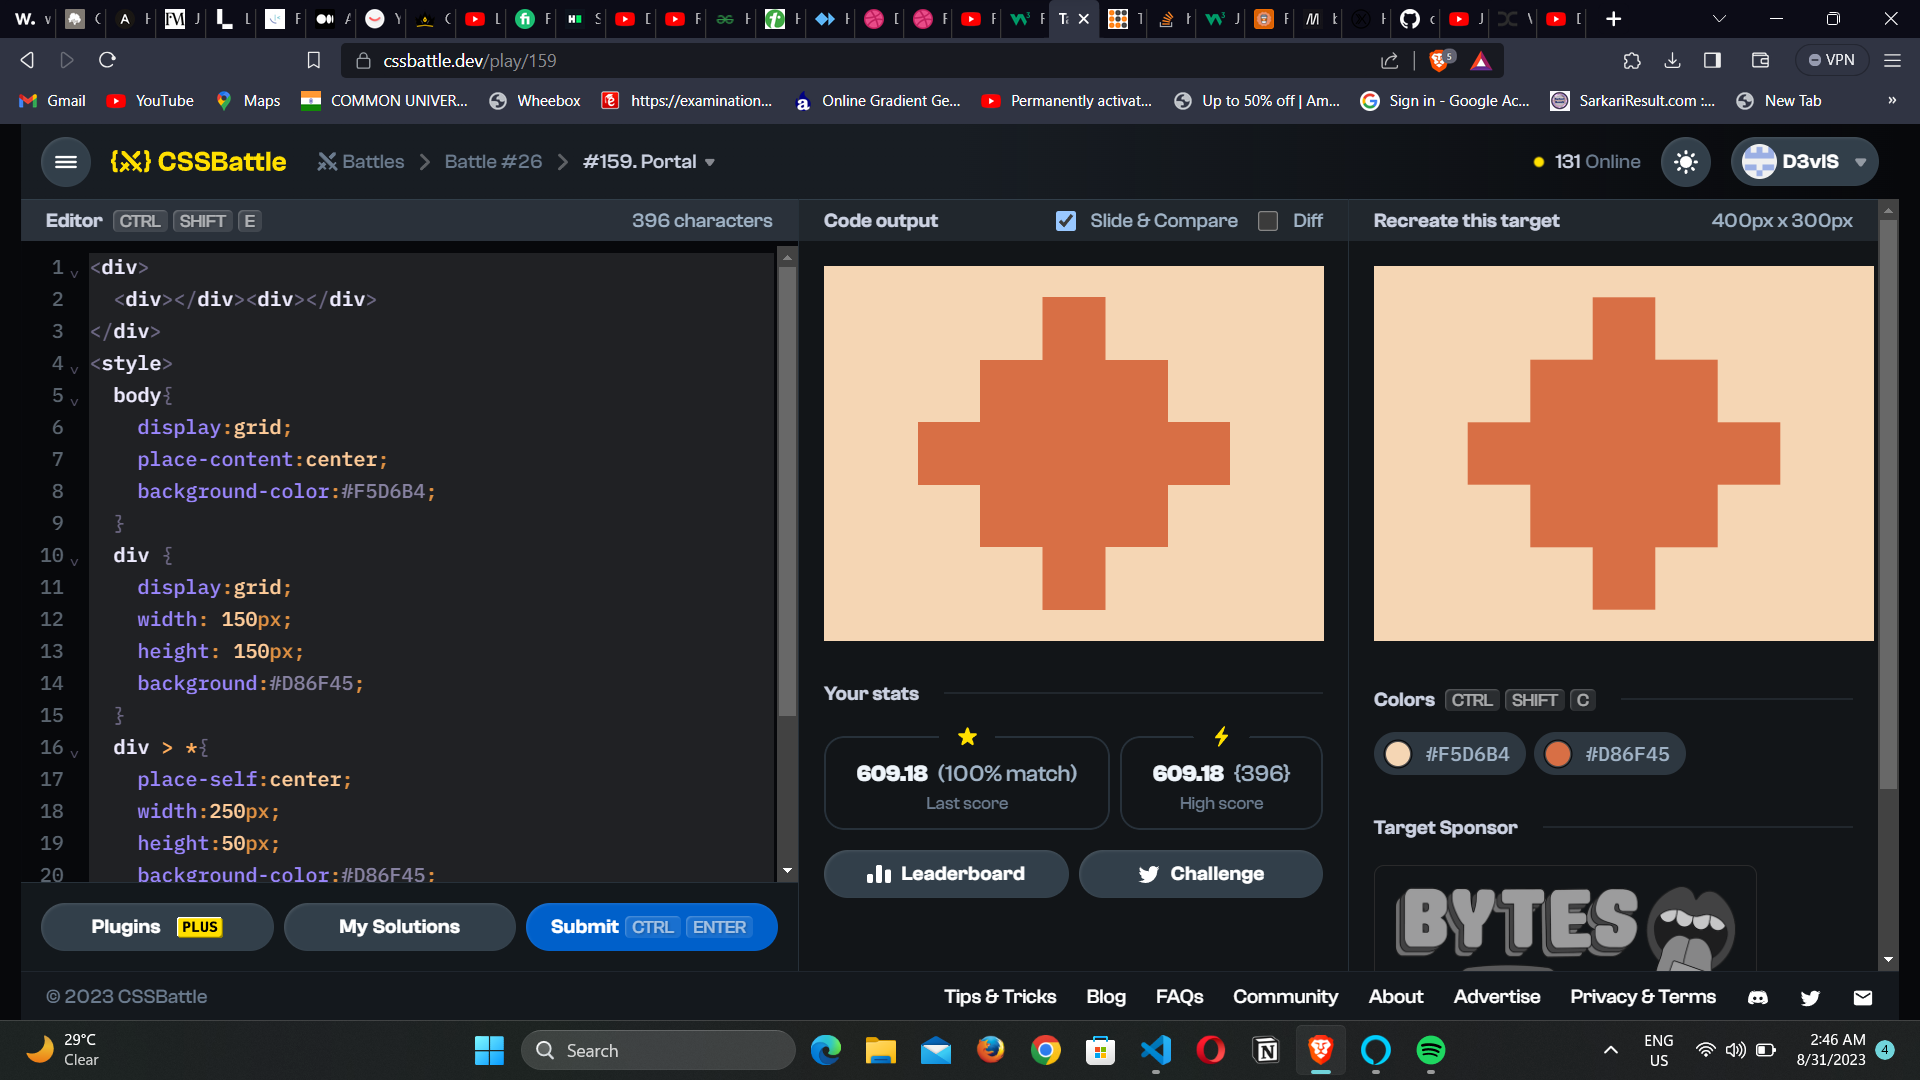 cssbattle.dev/play/159
5
VPN
Gmail
YouTube
Maps
COMMON UNIVER...
Wheebox
https://examination...
Online Gradient Ge...
Permanently activat...
Up to 50% off | Am...
Sign in - Google Ac...
SarkariResult.com :...
New Tab
»
{X} CSSBattle
Battles
Battle #26
#159. Portal
131 Online
D3vIS
Editor CTRL SHIFT E
396 characters
Code output
Slide & Compare
Diff
Recreate this target
400px x 300px
1 <div>
2 <div></div><div></div>
3 </div>
4 <style>
5 body{
6 display:grid;
7 place-content:center;
8 background-color:#F5D6B4;
9 }
10 div {
11 display:grid;
12 width: 150px;
13 height: 150px;
14 background:#D86F45;
15 }
16 div > *{
17 place-self:center;
18 width:250px;
19 height:50px;
20 background-color:#D86F45;
Your stats
609.18 (100% match)
Last score
609.18 {396}
High score
Leaderboard
Challenge
Colors CTRL SHIFT C
#F5D6B4
#D86F45
Target Sponsor
BYTES
Plugins PLUS
My Solutions
Submit CTRL ENTER
© 2023 CSSBattle
Tips & Tricks
Blog
FAQs
Community
About
Advertise
Privacy & Terms
29°C
Clear
Search
ENG
US
2:46 AM
8/31/2023
4